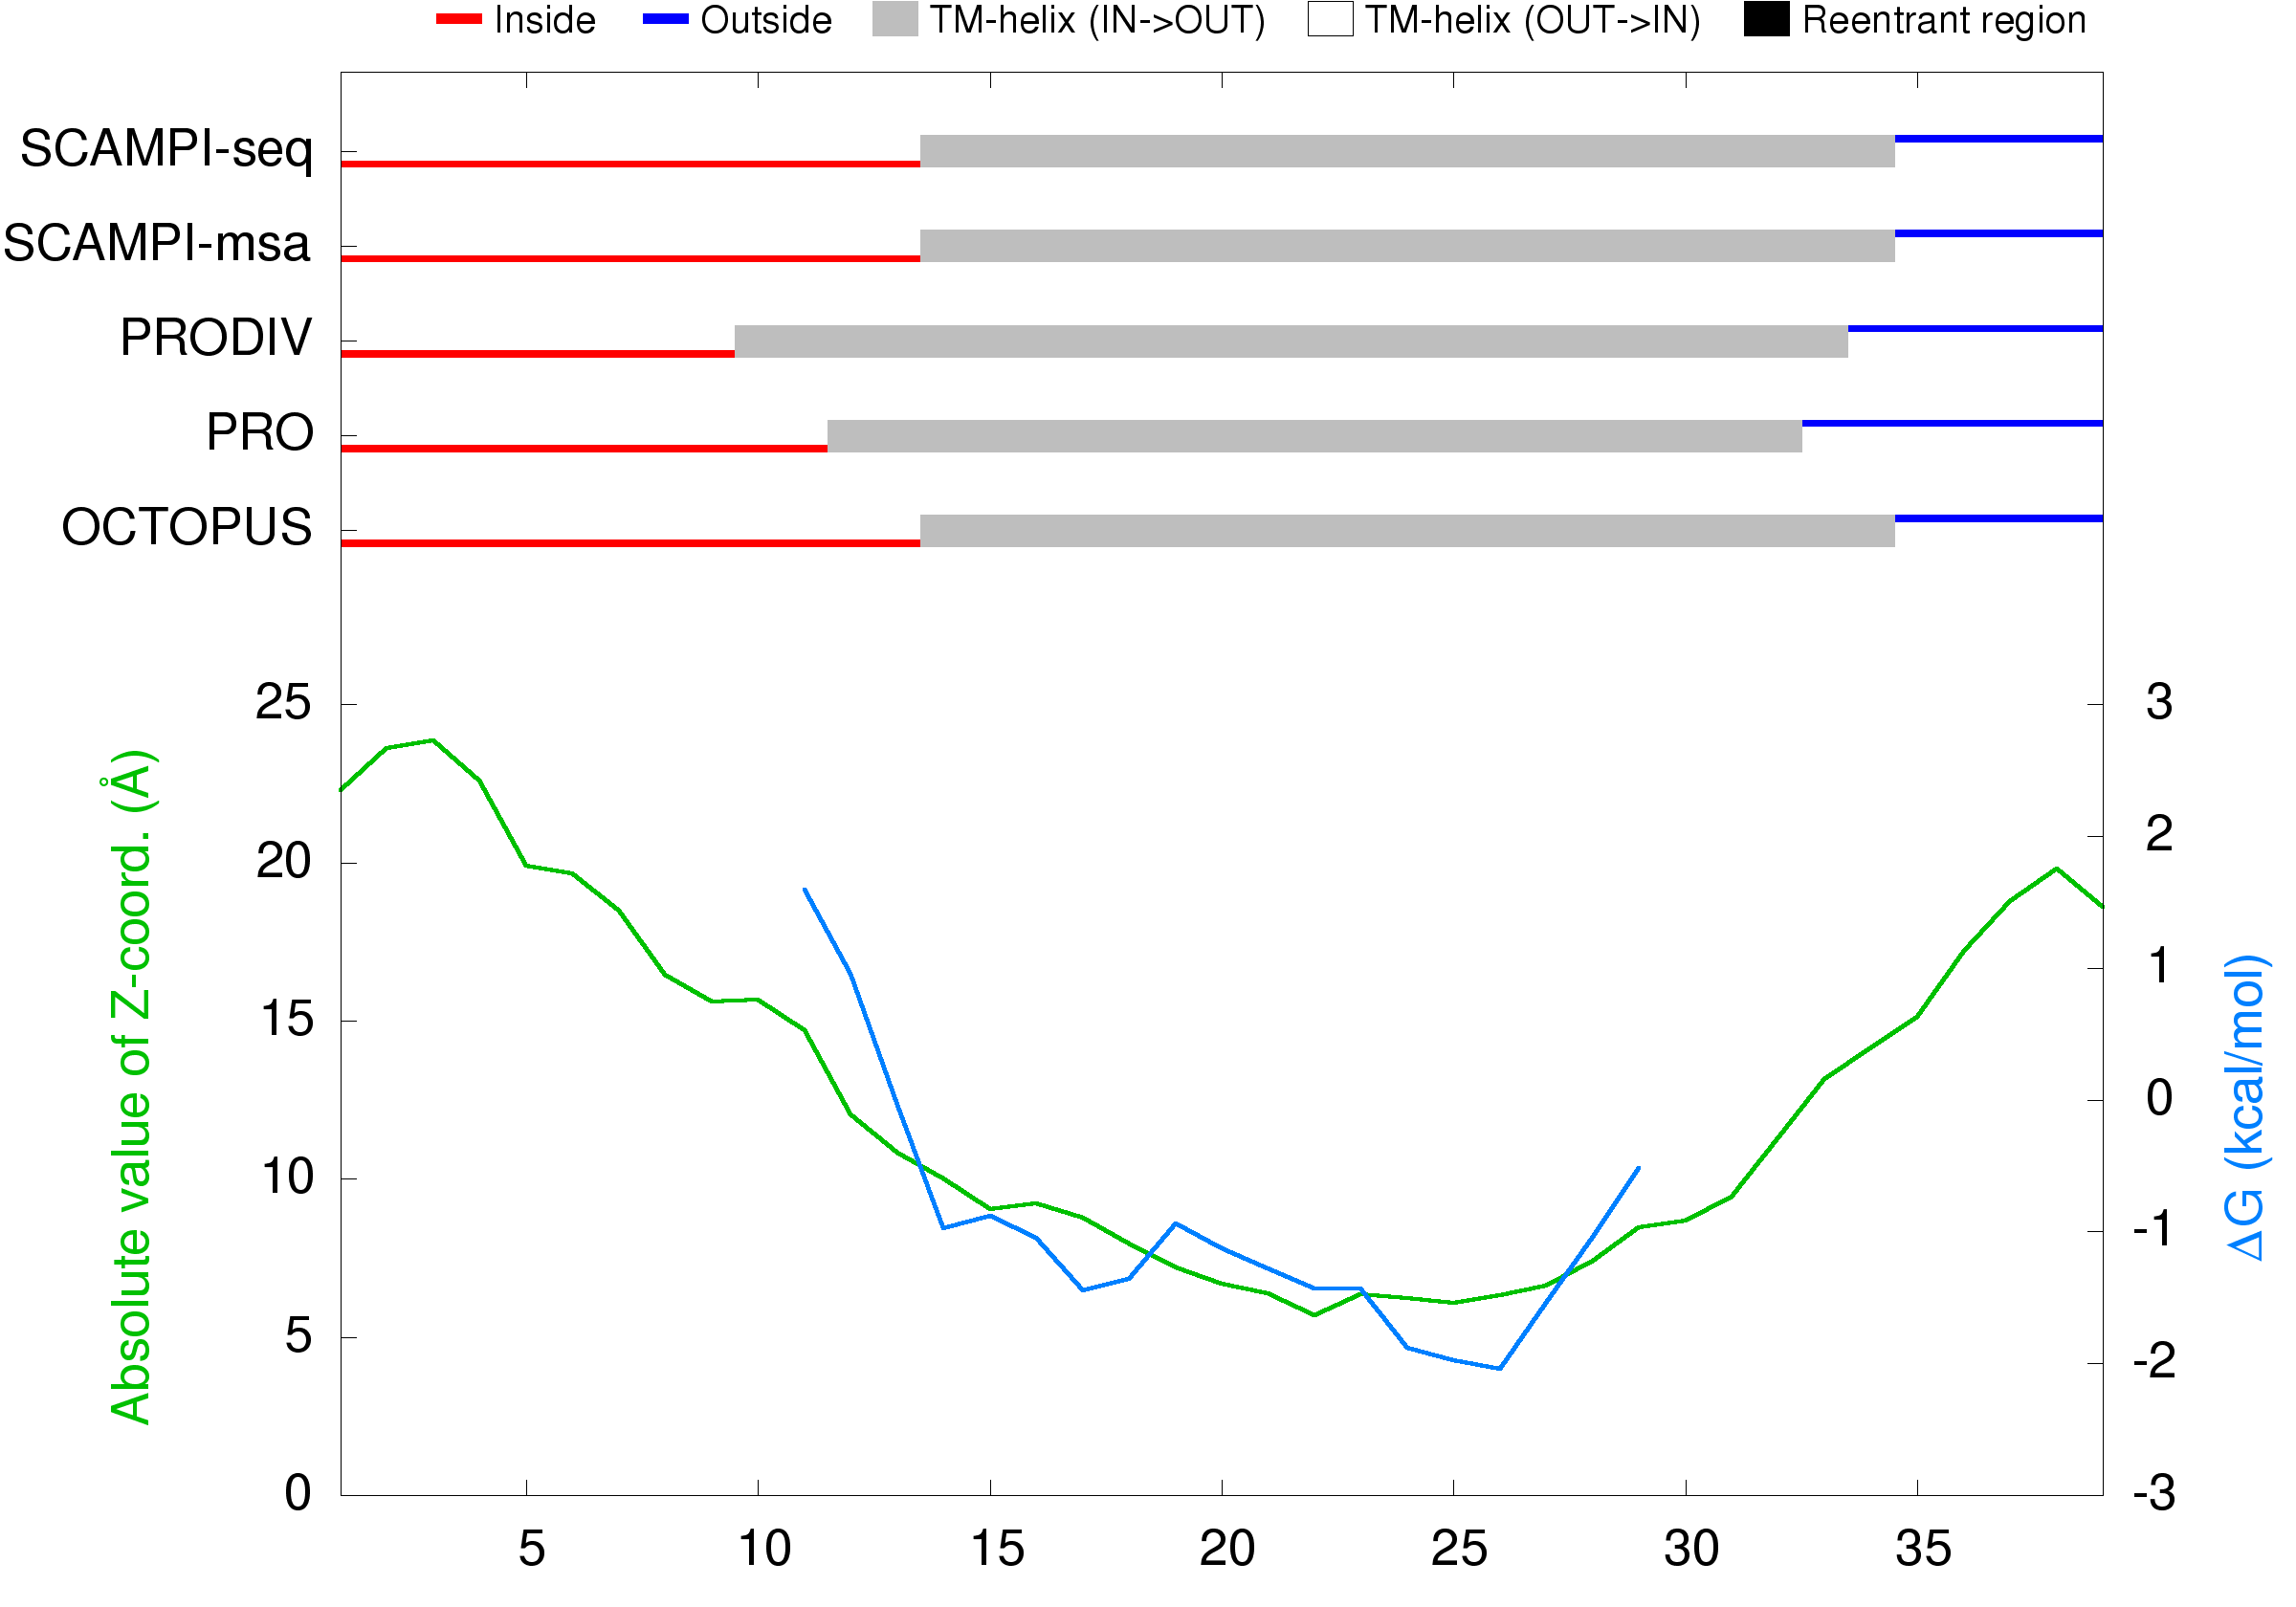 Inside Outside TM-helix (IN->OUT) TM-helix (OUT->IN) Reentrant region
SCAMPI-seq
SCAMPI-msa
PRODIV
PRO
OCTOPUS
25 3
20 2
15 1
10 0
5 -1
0 -2
-3
Absolute value of Z-coord. (Å)
ΔG (kcal/mol)
5 10 15 20 25 30 35